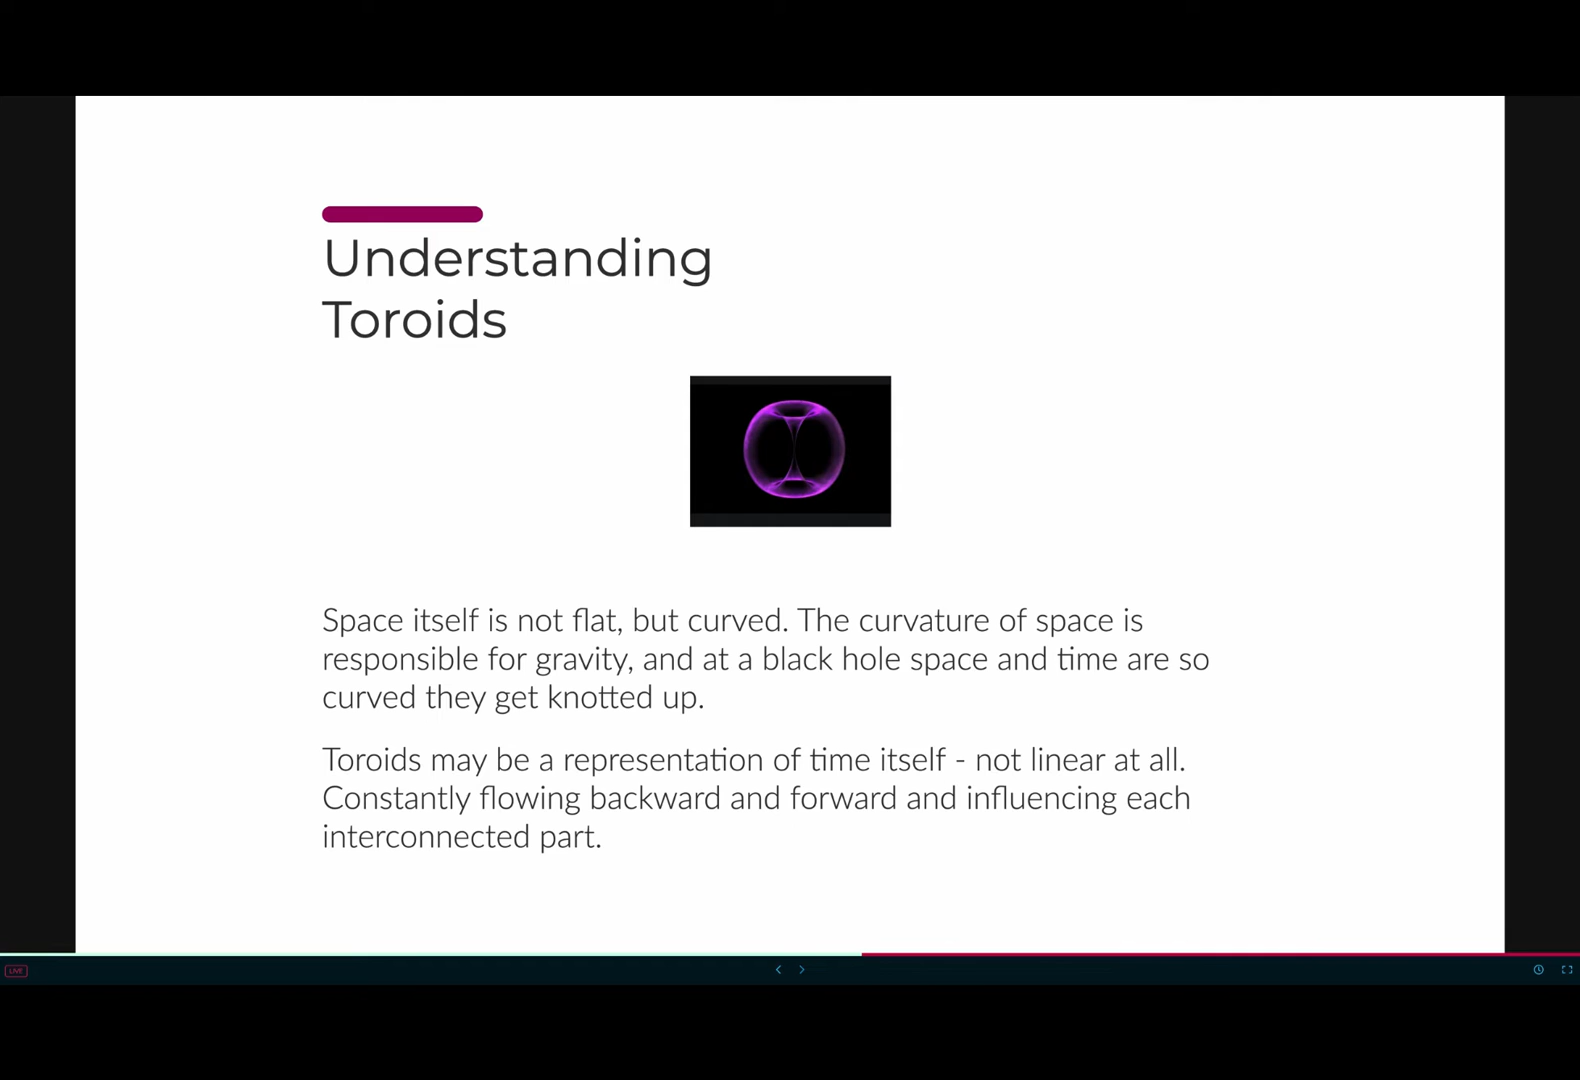 Understanding
Toroids
Space itself is not flat, but curved. The curvature of space is
responsible for gravity, and at a black hole space and time are so
curved they get knotted up.
Toroids may be a representation of time itself - not linear at all.
Constantly flowing backward and forward and influencing each
interconnected part.
LIVE